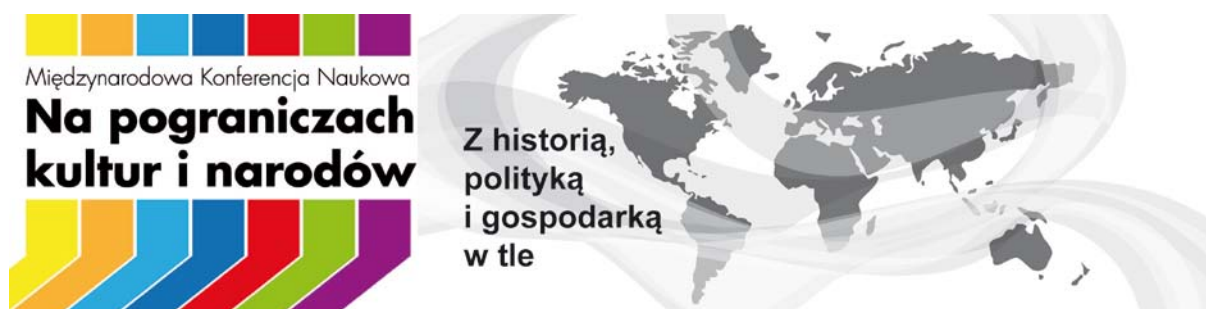 Międzynarodowa Konferencja Naukowa
Na pograniczach
kultur i narodów
Z historią,
polityką
i gospodarką
w tle